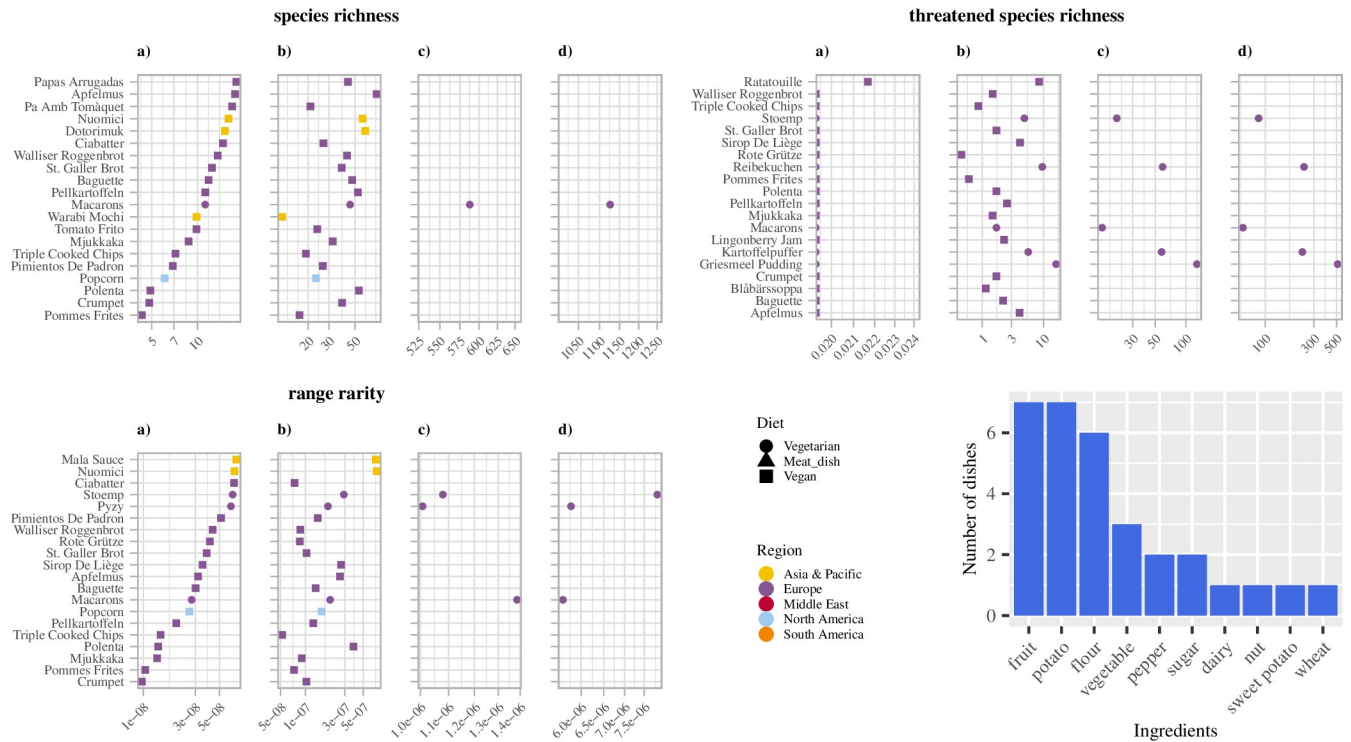 species richness
a)
b)
c)
d)
Papas Arrugadas
Apfelmus
Pa Amb Tomàquet
Nuomici
Dotorimuk
Ciabatter
Walliser Roggenbrot
St. Galler Brot
Baguette
Pellkartoffeln
Macarons
Warabi Mochi
Tomato Frito
Mjukkaka
Triple Cooked Chips
Pimientos De Padron
Popcorn
Polenta
Crumpet
Pommes Frites
5 7 10
20 30 50
525 550 575 600 625 650
1050 1100 1150 1200 1250
threatened species richness
a)
b)
c)
d)
Ratatouille
Walliser Roggenbrot
Triple Cooked Chips
Stoemp
St. Galler Brot
Sirop De Liège
Rote Grütze
Reibekuchen
Pommes Frites
Polenta
Pellkartoffeln
Mjukkaka
Macarons
Lingonberry Jam
Kartoffelpuffer
Griesmeel Pudding
Crumpet
Blåbärssoppa
Baguette
Apfelmus
0.020 0.021 0.022 0.023 0.024
1 3 10
30 50 100
100 300 500
range rarity
a)
b)
c)
d)
Mala Sauce
Nuomici
Ciabatter
Stoemp
Pyzy
Pimientos De Padron
Walliser Roggenbrot
Rote Grütze
St. Galler Brot
Sirop De Liège
Apfelmus
Baguette
Macarons
Popcorn
Pellkartoffeln
Triple Cooked Chips
Polenta
Mjukkaka
Pommes Frites
Crumpet
1e−08 3e−08 5e−08
5e−08 1e−07 3e−07 5e−07
1.0e−06 1.1e−06 1.2e−06 1.3e−06 1.4e−06
6.0e−06 6.5e−06 7.0e−06 7.5e−06
Diet
Vegetarian
Meat_dish
Vegan
Region
Asia & Pacific
Europe
Middle East
North America
South America
Number of dishes
6
4
2
0
fruit
potato
flour
vegetable
pepper
sugar
dairy
nut
sweet potato
wheat
Ingredients